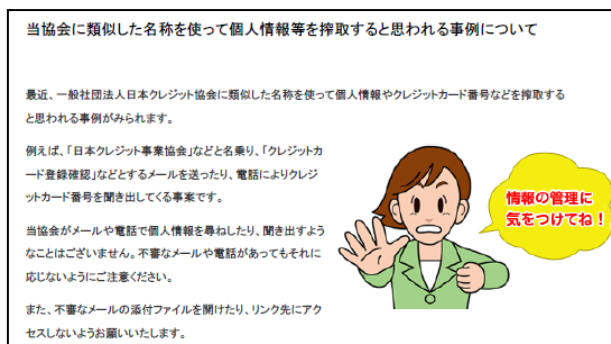 当協会に類似した名称を使って個人情報等を搾取すると思われる事例について
最近、一般社団法人日本クレジット協会に類似した名称を使って個人情報やクレジットカード番号などを搾取する
と思われる事例がみられます。
例えば、「日本クレジット事業協会」などと名乗り、「クレジットカ
ード登録確認」などとするメールを送ったり、電話によりクレジ
ットカード番号を聞き出してくる事案です。
当協会がメールや電話で個人情報を尋ねしたり、聞き出すよう
なことはございません。不審なメールや電話があってもそれに
応じないようにご注意ください。
また、不審なメールの添付ファイルを開けたり、リンク先にアク
セスしないようお願いいたします。
情報の管理に
気をつけてね！